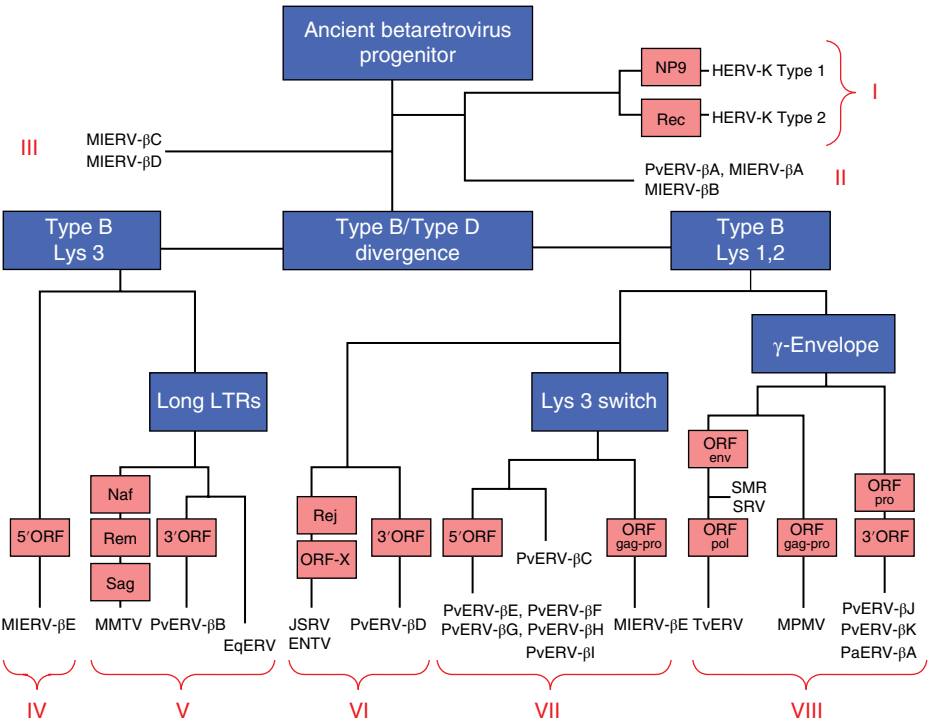 Ancient betaretrovirus
progenitor
NP9
HERV-K Type 1
Rec
HERV-K Type 2
I
III
MIERV-βC
MIERV-βD
PvERV-βA, MIERV-βA
MIERV-βB
II
Type B
Lys 3
Type B/Type D
divergence
Type B
Lys 1,2
γ-Envelope
Long LTRs
Lys 3 switch
ORF
env
Naf
SMR
SRV
ORF
pro
Rej
5′ORF
Rem
3′ORF
ORF-X
3′ORF
5′ORF
PvERV-βC
ORF
gag-pro
ORF
pol
ORF
gag-pro
3′ORF
Sag
MIERV-βE
MMTV
PvERV-βB
EqERV
JSRV
ENTV
PvERV-βD
PvERV-βE, PvERV-βF
PvERV-βG, PvERV-βH
PvERV-βI
MIERV-βE
TvERV
MPMV
PvERV-βJ
PvERV-βK
PaERV-βA
IV
V
VI
VII
VIII